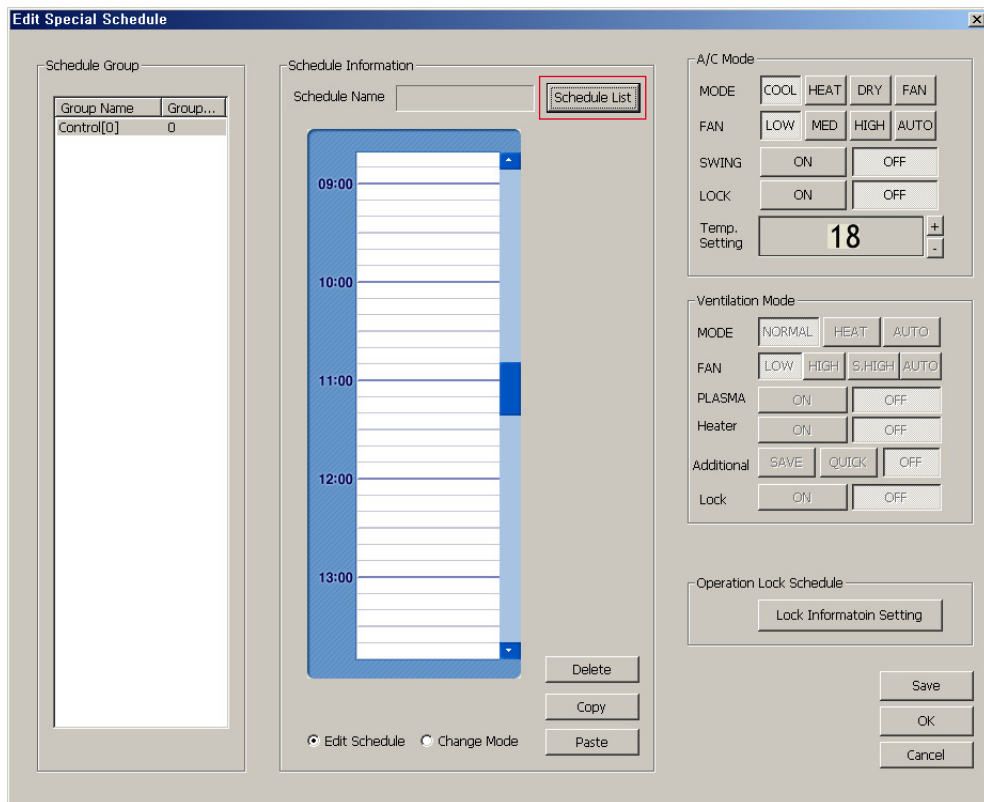 Edit Special Schedule
Schedule Group
Group Name Group...
Control[0] 0
Schedule Information
Schedule Name Schedule List
09:00
10:00
11:00
12:00
13:00
Delete
Copy
Edit Schedule Change Mode Paste
A/C Mode
MODE COOL HEAT DRY FAN
FAN LOW MED HIGH AUTO
SWING ON OFF
LOCK ON OFF
Temp.
Setting 18 + -
Ventilation Mode
MODE NORMAL HEAT AUTO
FAN LOW HIGH S.HIGH AUTO
PLASMA ON OFF
Heater ON OFF
Additional SAVE QUICK OFF
Lock ON OFF
Operation Lock Schedule
Lock Informatoin Setting
Save
OK
Cancel